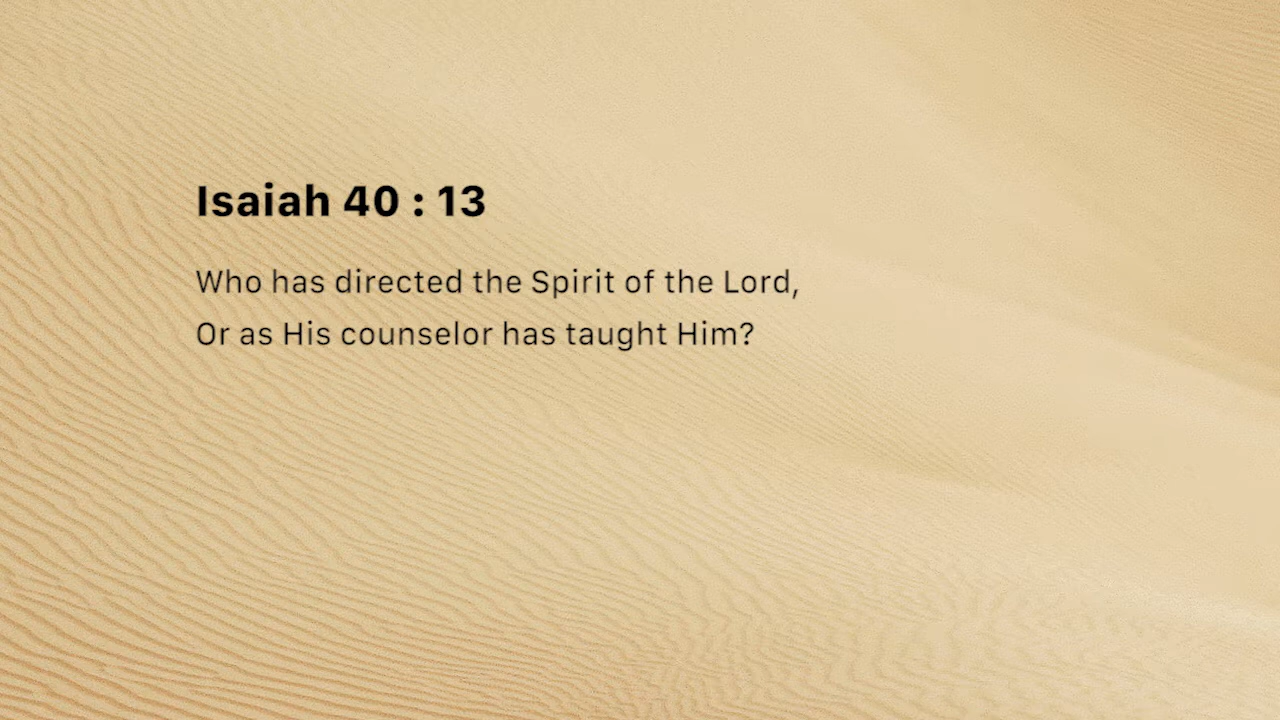 Isaiah 40 : 13
Who has directed the Spirit of the Lord,
Or as His counselor has taught Him?